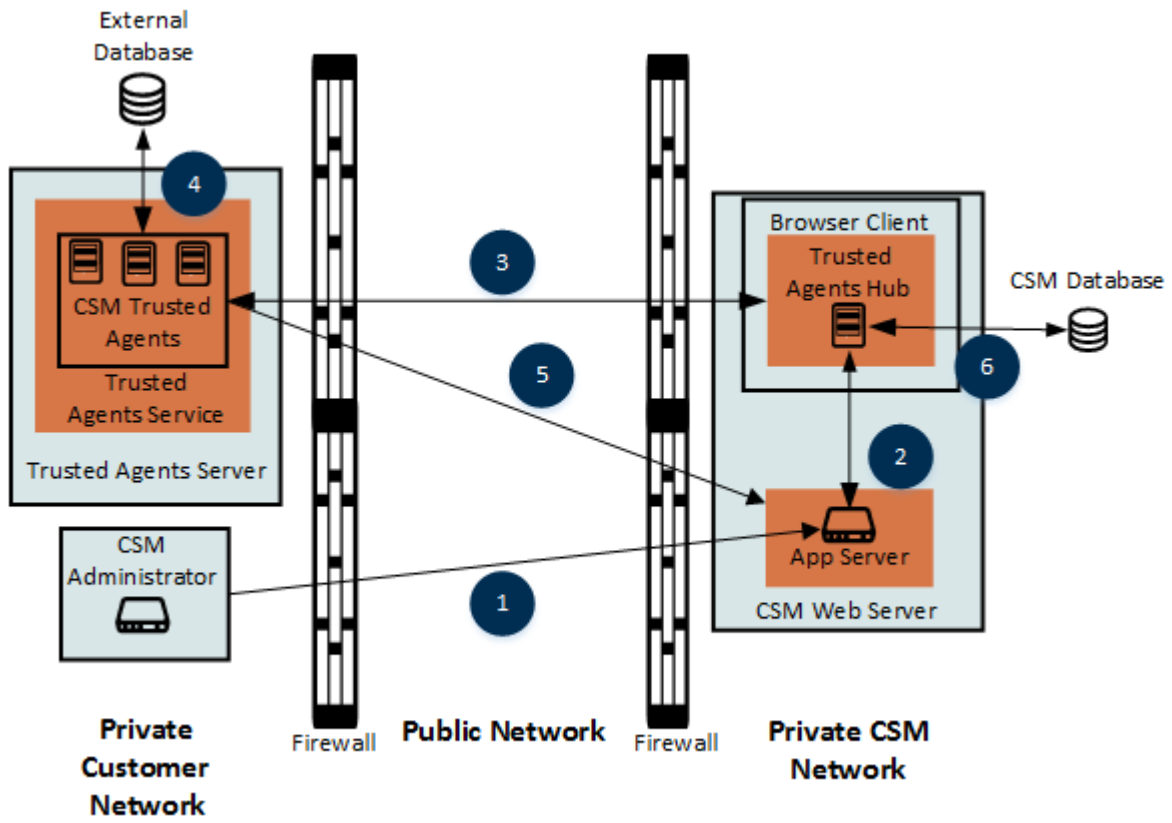 External
Database
4
CSM Trusted
Agents
Trusted
Agents Service
Trusted Agents Server
CSM
Administrator
3
5
1
Browser Client
Trusted
Agents Hub
CSM Database
6
2
App Server
CSM Web Server
Private
Customer
Network
Firewall
Public Network
Firewall
Private CSM
Network